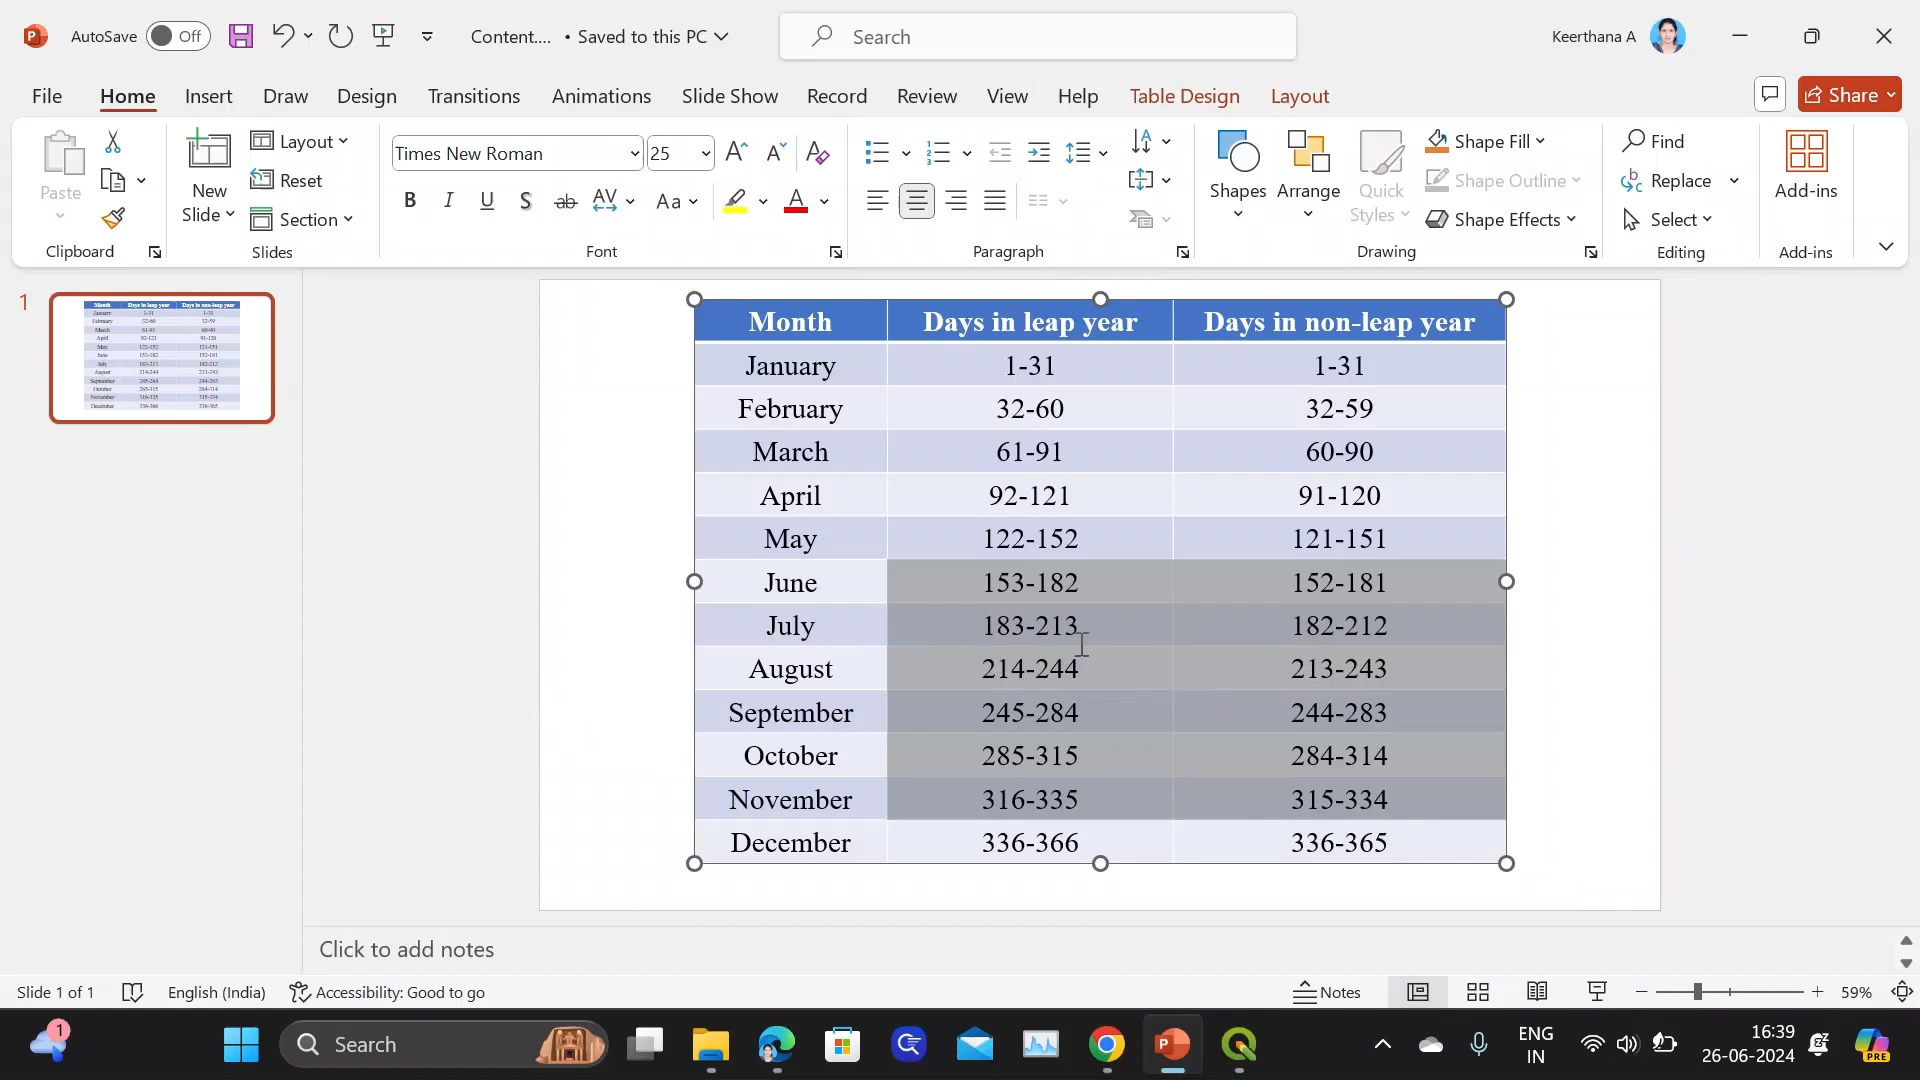 AutoSave Off Content.... • Saved to this PC Search Keerthana A
File Home Insert Draw Design Transitions Animations Slide Show Record Review View Help Table Design Layout Share
Paste
Clipboard
New
Slide
Layout
Reset
Section
Slides
Times New Roman 25
Font
Paragraph
Shapes Arrange Quick
Styles
Shape Fill
Shape Outline
Shape Effects
Drawing
Find
Replace
Select
Editing
Add-ins
Add-ins
1
Month Days in leap year Days in non-leap year
January 1-31 1-31
February 32-60 32-59
March 61-91 60-90
April 92-121 91-120
May 122-152 121-151
June 153-182 152-181
July 183-213 182-212
August 214-244 213-243
September 245-284 244-283
October 285-315 284-314
November 316-335 315-334
December 336-366 336-365
Click to add notes
Slide 1 of 1 English (India) Accessibility: Good to go Notes 59%
1 Search ENG
IN
16:39
26-06-2024
PRE